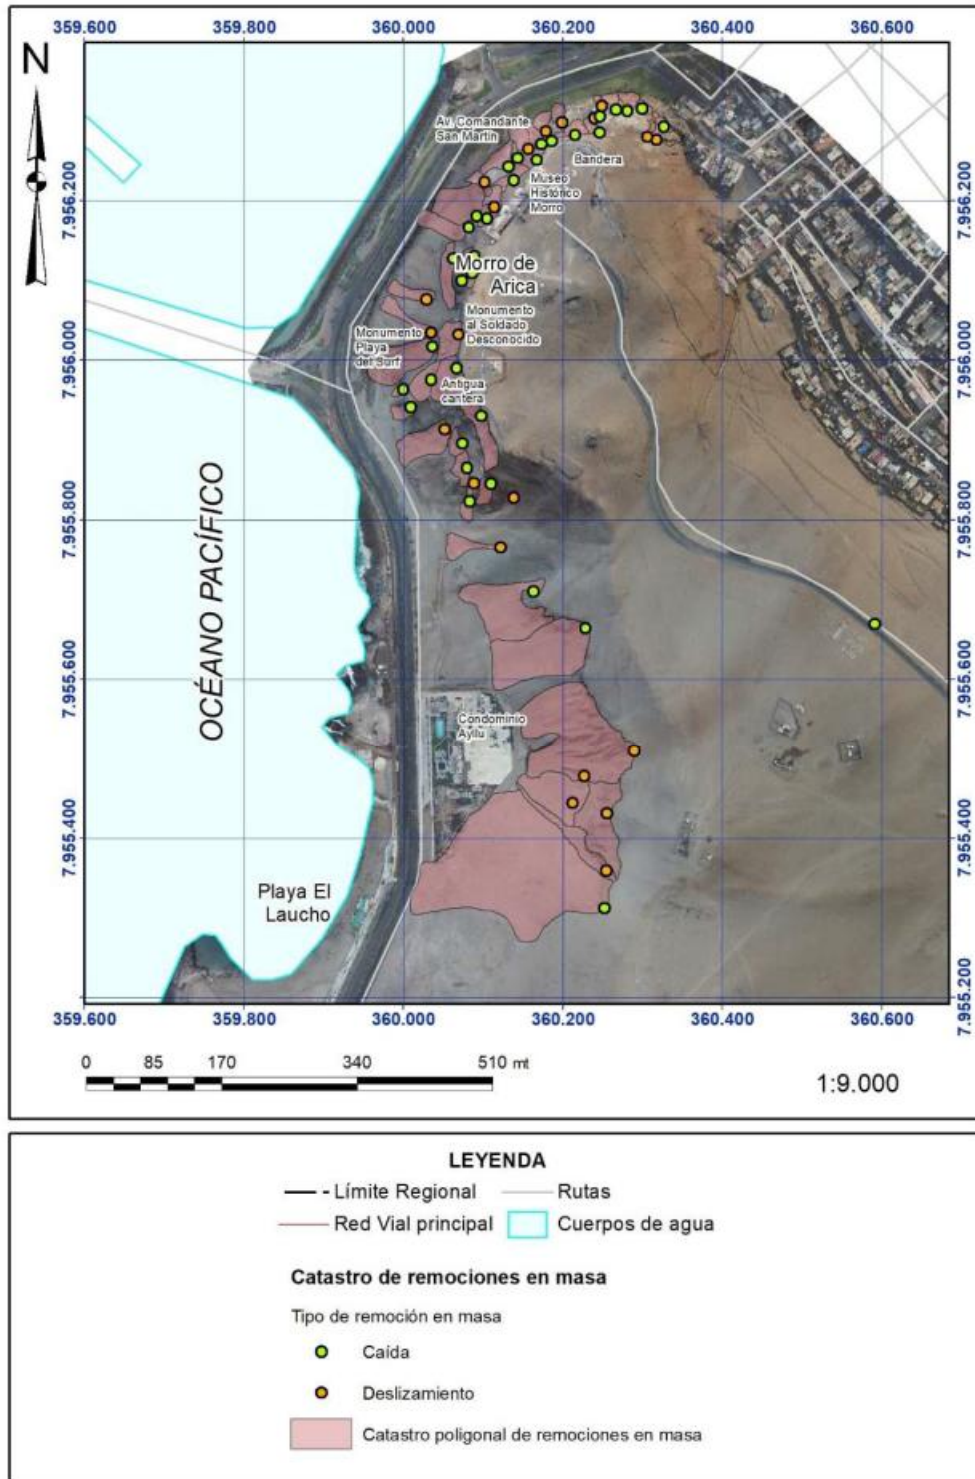 359.600 359.800 360.000 360.200 360.400 360.600
N
Av. Comandante
San Martín
Bandera
Museo
Histórico
Morro
7.956.200
7.956.200
Morro de
Arica
Monumento
al Soldado
Desconocido
Monumento
Playa
del Surf
7.956.000
7.956.000
Antigua
cantera
7.955.800
7.955.800
OCÉANO PACÍFICO
7.955.600
7.955.600
Condominio
Ayllu
7.955.400
7.955.400
Playa El
Laucho
7.955.200
7.955.200
359.600 359.800 360.000 360.200 360.400 360.600
0 85 170 340 510 mt
1:9.000
LEYENDA
Límite Regional Rutas
Red Vial principal Cuerpos de agua
Catastro de remociones en masa
Tipo de remoción en masa
Caída
Deslizamiento
Catastro poligonal de remociones en masa